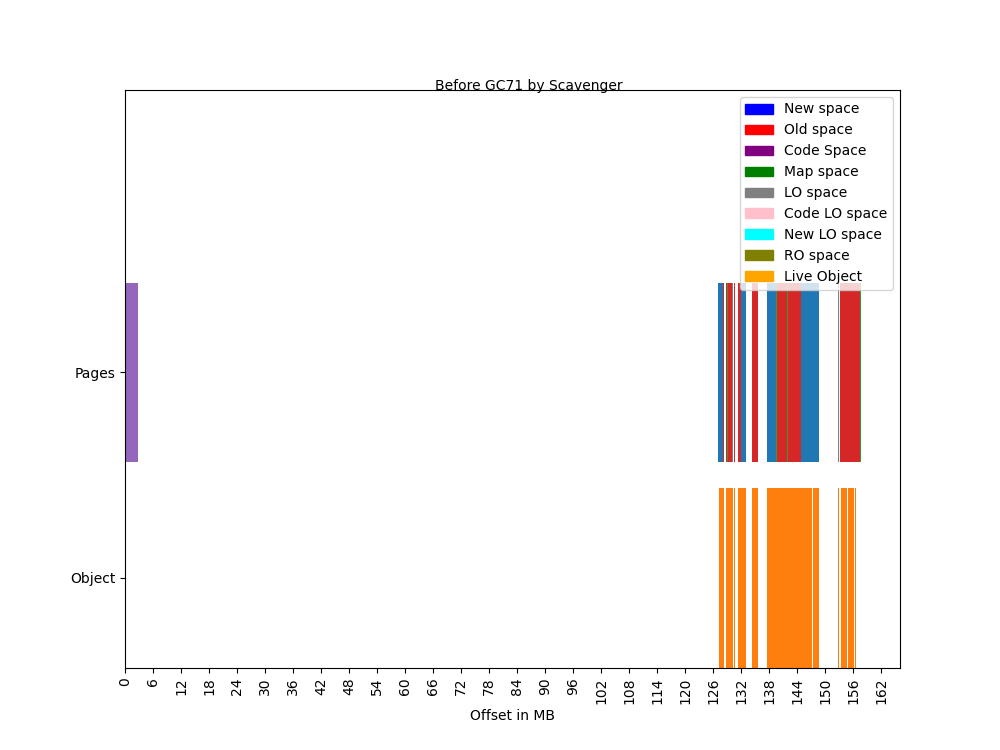 Before GC71 by Scavenger
New space
Old space
Code Space
Map space
LO space
Code LO space
New LO space
RO space
Live Object
Pages
Object
0 6 12 18 24 30 36 42 48 54 60 66 72 78 84 90 96 102 108 114 120 126 132 138 144 150 156 162
Offset in MB